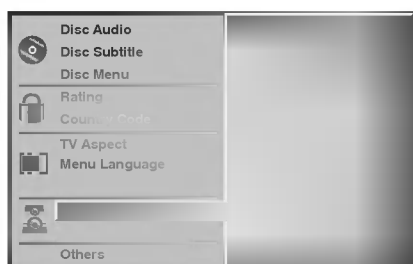 Disc Audio
Disc Subtitle
Disc Menu
Rating
Country Code
TV Aspect
Menu Language
Others